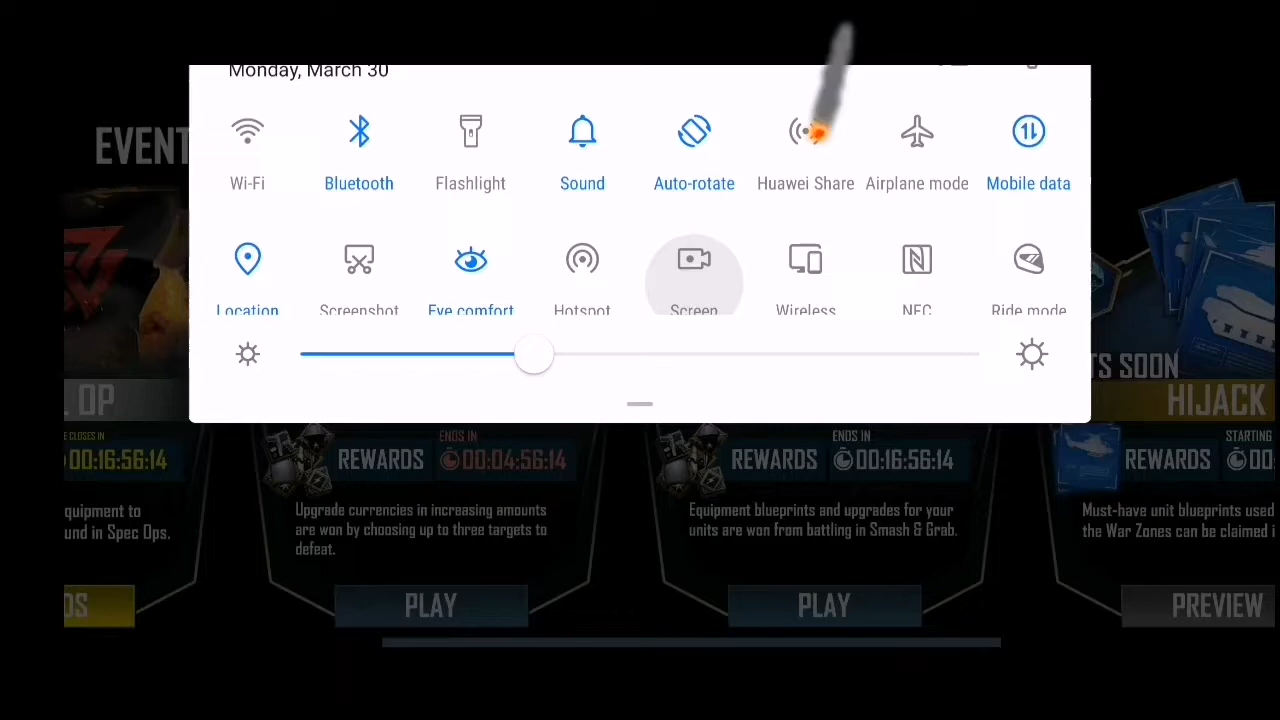 Monday, March 30
EVENT
Wi-Fi
Bluetooth
Flashlight
Sound
Auto-rotate
Huawei Share
Airplane mode
Mobile data
Location
Screenshot
Eye comfort
Hotspot
Screen
Wireless
NFC
Ride mode
TS SOON
OP
HIJACK
E CLOSES IN
00:16:56:14
REWARDS
ENDS IN
00:04:56:14
REWARDS
ENDS IN
00:16:56:14
REWARDS
STARTING
00
quipment to
und in Spec Ops.
Upgrade currencies in increasing amounts
are won by choosing up to three targets to
defeat.
Equipment blueprints and upgrades for your
units are won from battling in Smash & Grab.
Must-have unit blueprints used
the War Zones can be claimed i
DS
PLAY
PLAY
PREVIEW